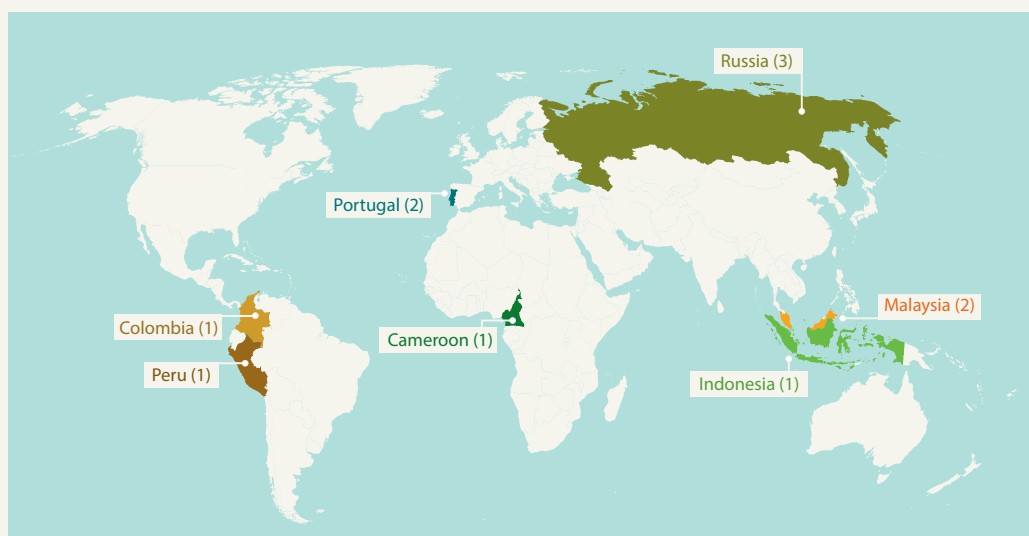 Russia (3)
Portugal (2)
Malaysia (2)
Colombia (1)
Cameroon (1)
Peru (1)
Indonesia (1)